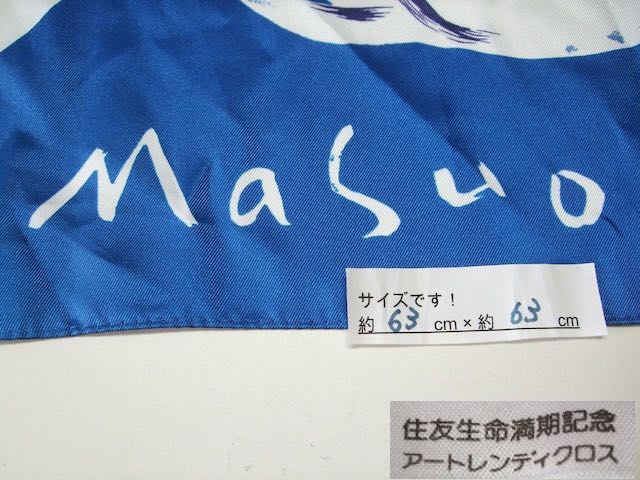 Masuo
サイズです!
約 63 cm × 約 63 cm
住友生命満期記念
アートレンディクロス